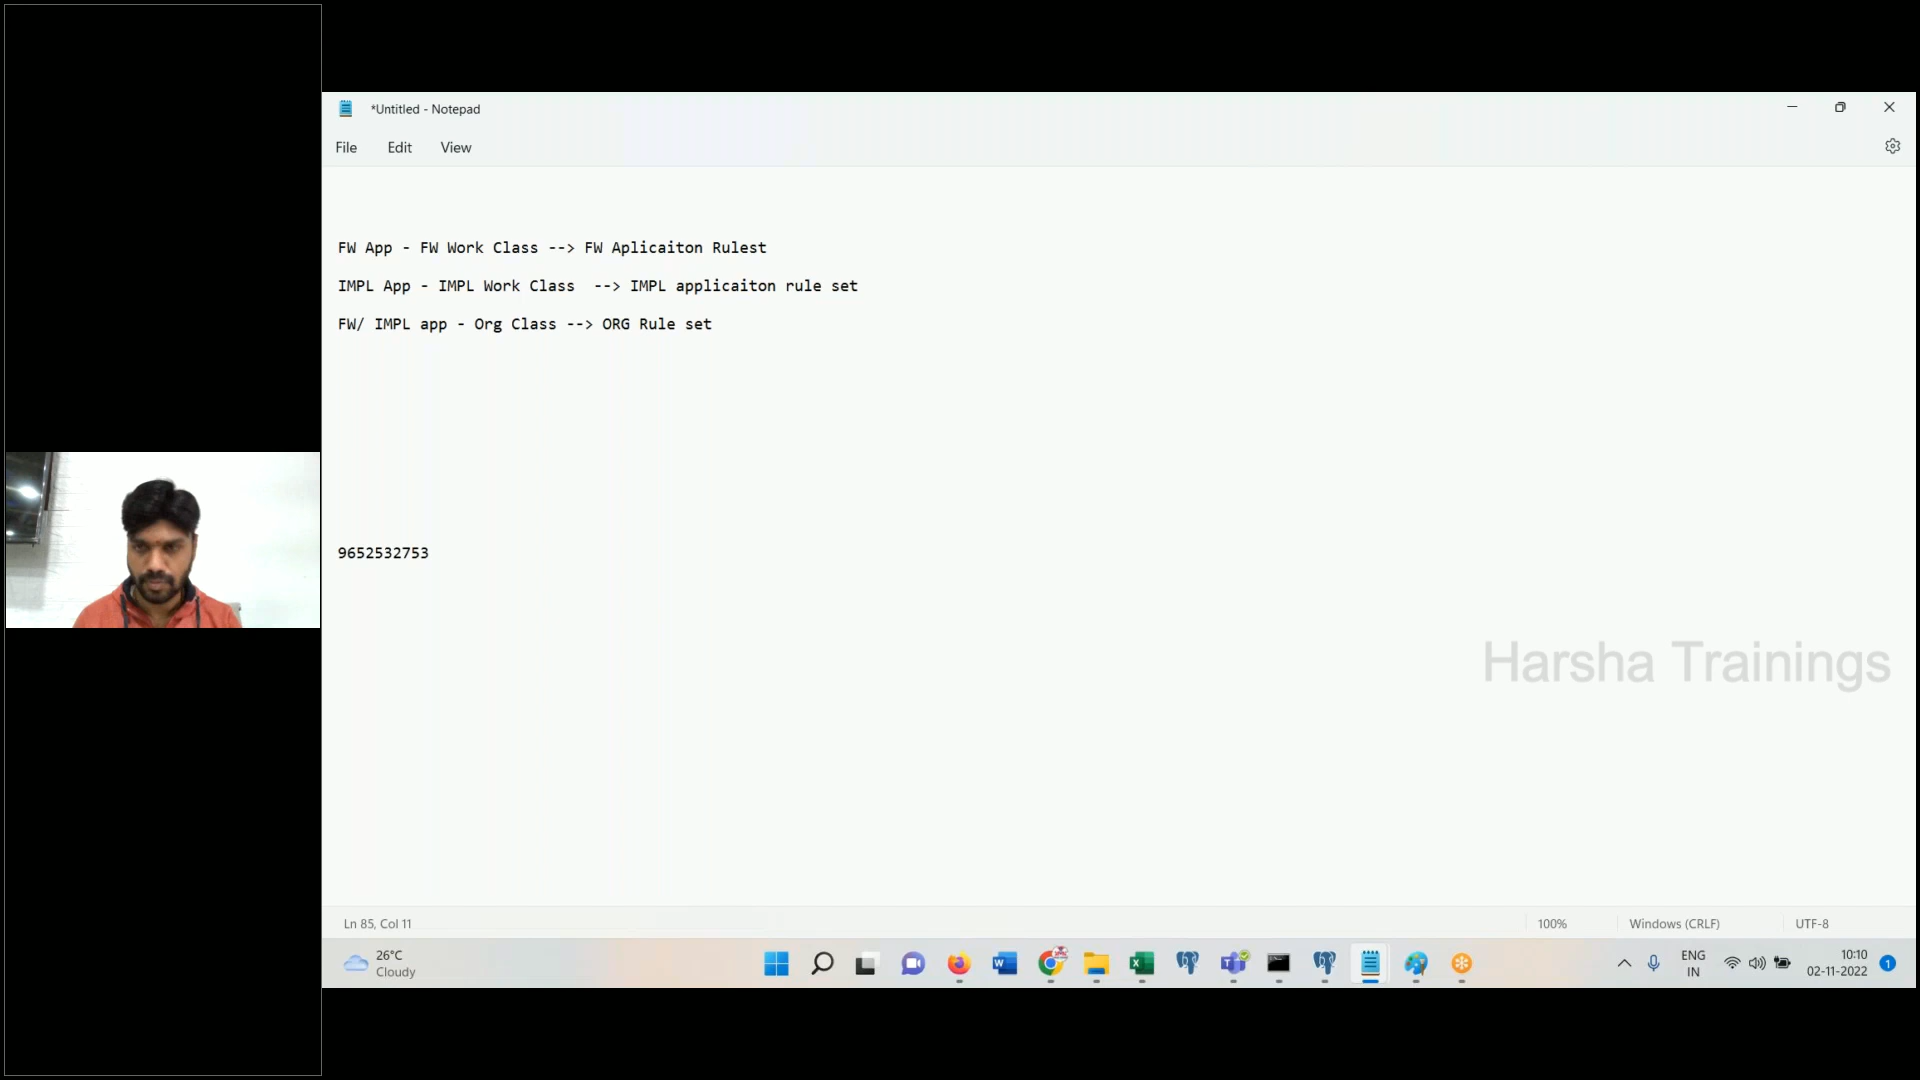 *Untitled - Notepad
File Edit View
FW App - FW Work Class --> FW Aplicaiton Rulest
IMPL App - IMPL Work Class  --> IMPL applicaiton rule set
FW/ IMPL app - Org Class --> ORG Rule set
9652532753
Harsha Trainings
Ln 85, Col 11
100%
Windows (CRLF)
UTF-8
26°C
Cloudy
ENG
IN
10:10
02-11-2022
1